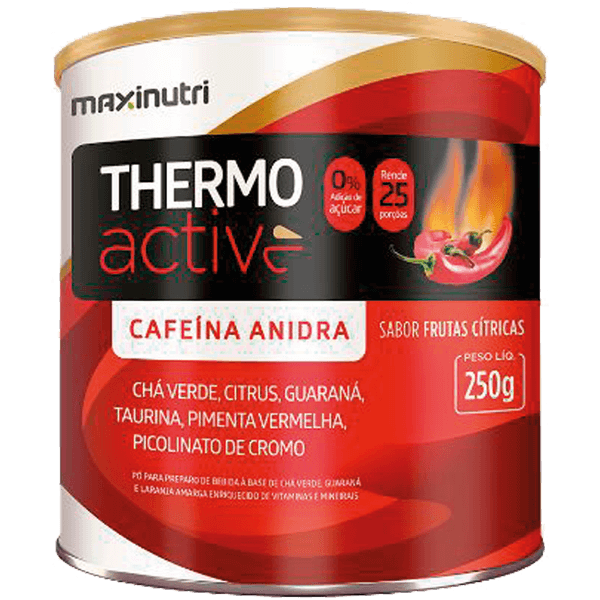 maxinutri
THERMO
activē
0%
Adição de
açúcar
Rende
25
porções
CAFEÍNA ANIDRA
SABOR FRUTAS CÍTRICAS
PESO LÍQ.
250g
CHÁ VERDE, CITRUS, GUARANÁ,
TAURINA, PIMENTA VERMELHA,
PICOLINATO DE CROMO
PÓ PARA PREPARO DE BEBIDA À BASE DE CHÁ VERDE, GUARANÁ
E LARANJA AMARGA ENRIQUECIDO DE VITAMINAS E MINERAIS